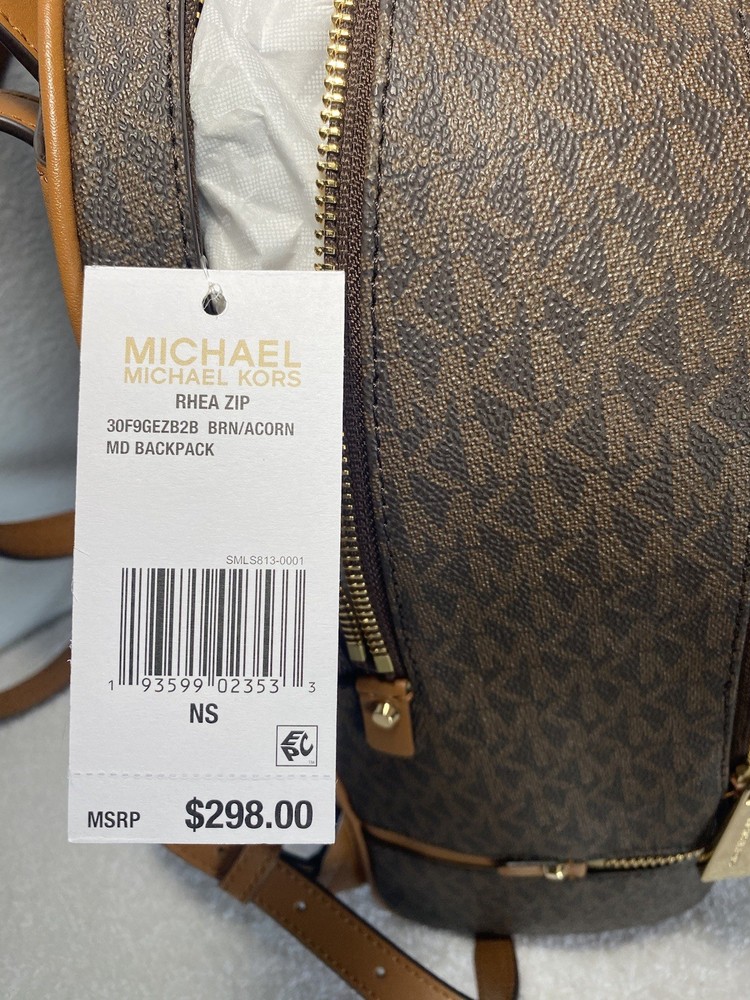 MICHAEL
MICHAEL KORS
RHEA ZIP
30F9GEZB2B BRN/ACORN
MD BACKPACK
SMLS813-0001
1 93599 02353 3
NS
EPC
MSRP $298.00